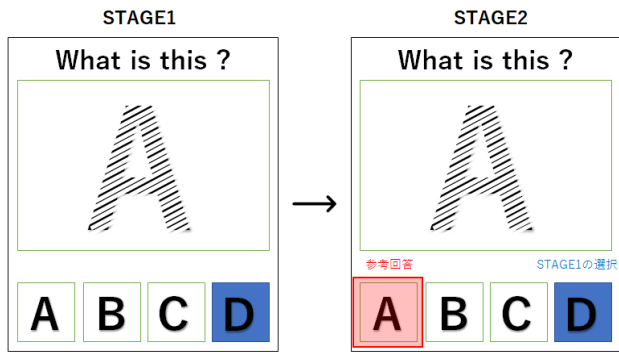 STAGE1
What is this ?
A
A B C D
→
STAGE2
What is this ?
A
参考回答
STAGE1の選択
A B C D